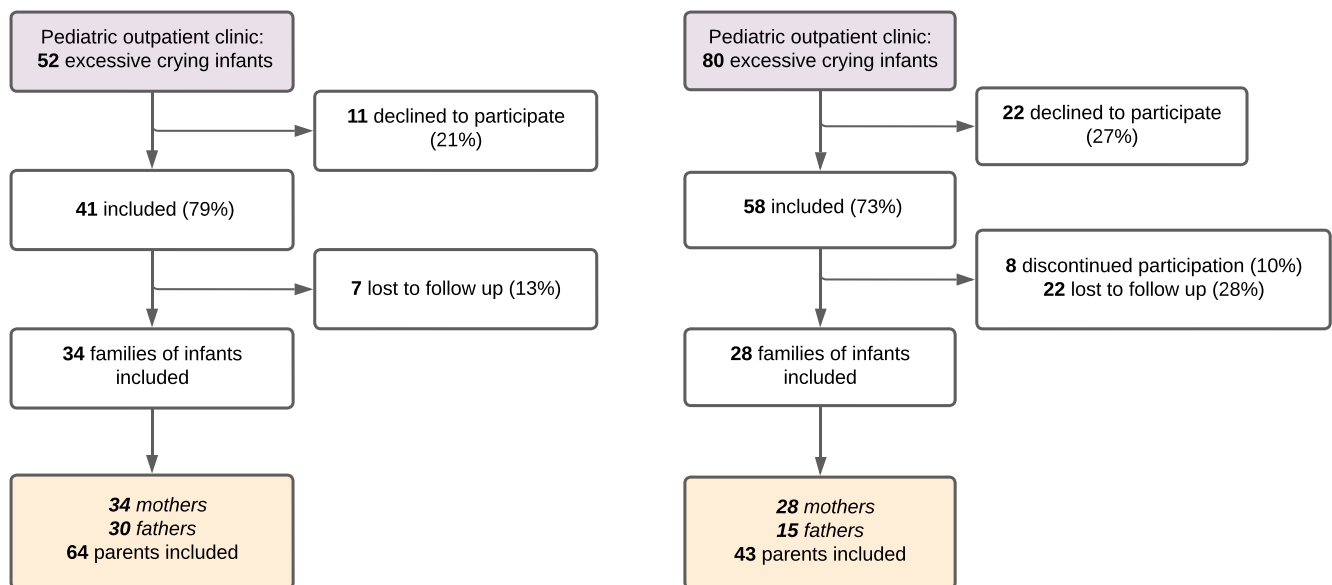 Pediatric outpatient clinic:
52 excessive crying infants
11 declined to participate
(21%)
41 included (79%)
7 lost to follow up (13%)
34 families of infants
included
34 mothers
30 fathers
64 parents included
Pediatric outpatient clinic:
80 excessive crying infants
22 declined to participate
(27%)
58 included (73%)
8 discontinued participation (10%)
22 lost to follow up (28%)
28 families of infants
included
28 mothers
15 fathers
43 parents included